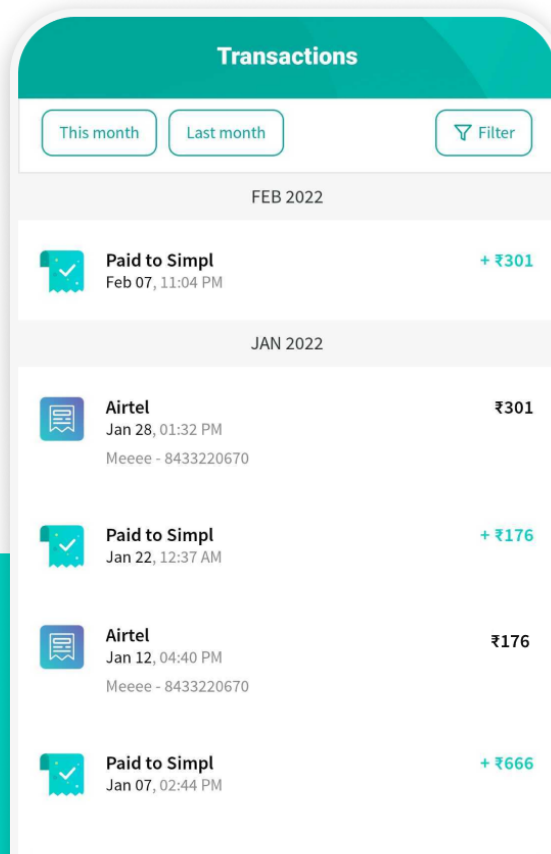 Transactions
This month Last month Filter
FEB 2022
Paid to Simpl + ₹301
Feb 07, 11:04 PM
JAN 2022
Airtel ₹301
Jan 28, 01:32 PM
Meeee - 8433220670
Paid to Simpl + ₹176
Jan 22, 12:37 AM
Airtel ₹176
Jan 12, 04:40 PM
Meeee - 8433220670
Paid to Simpl + ₹666
Jan 07, 02:44 PM